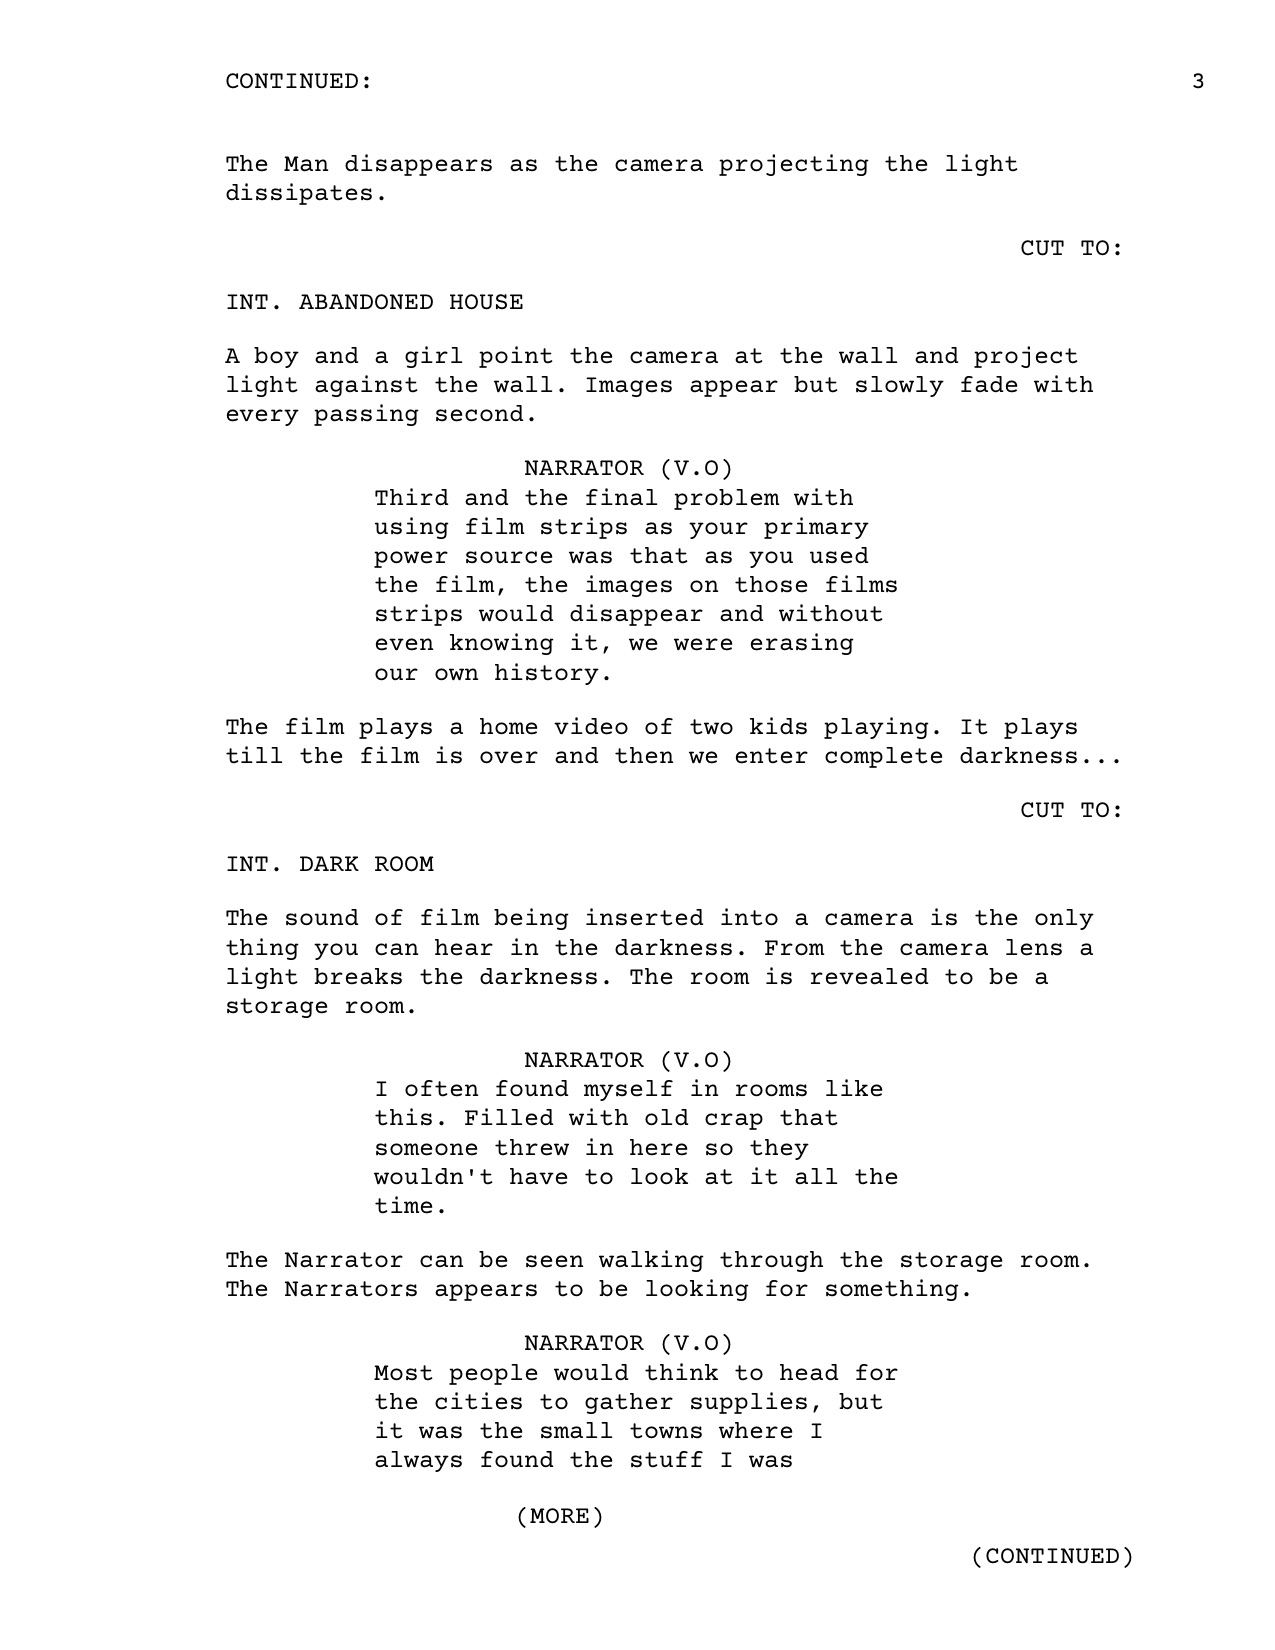 CONTINUED: 3
The Man disappears as the camera projecting the light
dissipates.
CUT TO:
INT. ABANDONED HOUSE
A boy and a girl point the camera at the wall and project
light against the wall. Images appear but slowly fade with
every passing second.
NARRATOR (V.O)
Third and the final problem with
using film strips as your primary
power source was that as you used
the film, the images on those films
strips would disappear and without
even knowing it, we were erasing
our own history.
The film plays a home video of two kids playing. It plays
till the film is over and then we enter complete darkness...
CUT TO:
INT. DARK ROOM
The sound of film being inserted into a camera is the only
thing you can hear in the darkness. From the camera lens a
light breaks the darkness. The room is revealed to be a
storage room.
NARRATOR (V.O)
I often found myself in rooms like
this. Filled with old crap that
someone threw in here so they
wouldn't have to look at it all the
time.
The Narrator can be seen walking through the storage room.
The Narrators appears to be looking for something.
NARRATOR (V.O)
Most people would think to head for
the cities to gather supplies, but
it was the small towns where I
always found the stuff I was
(MORE)
(CONTINUED)